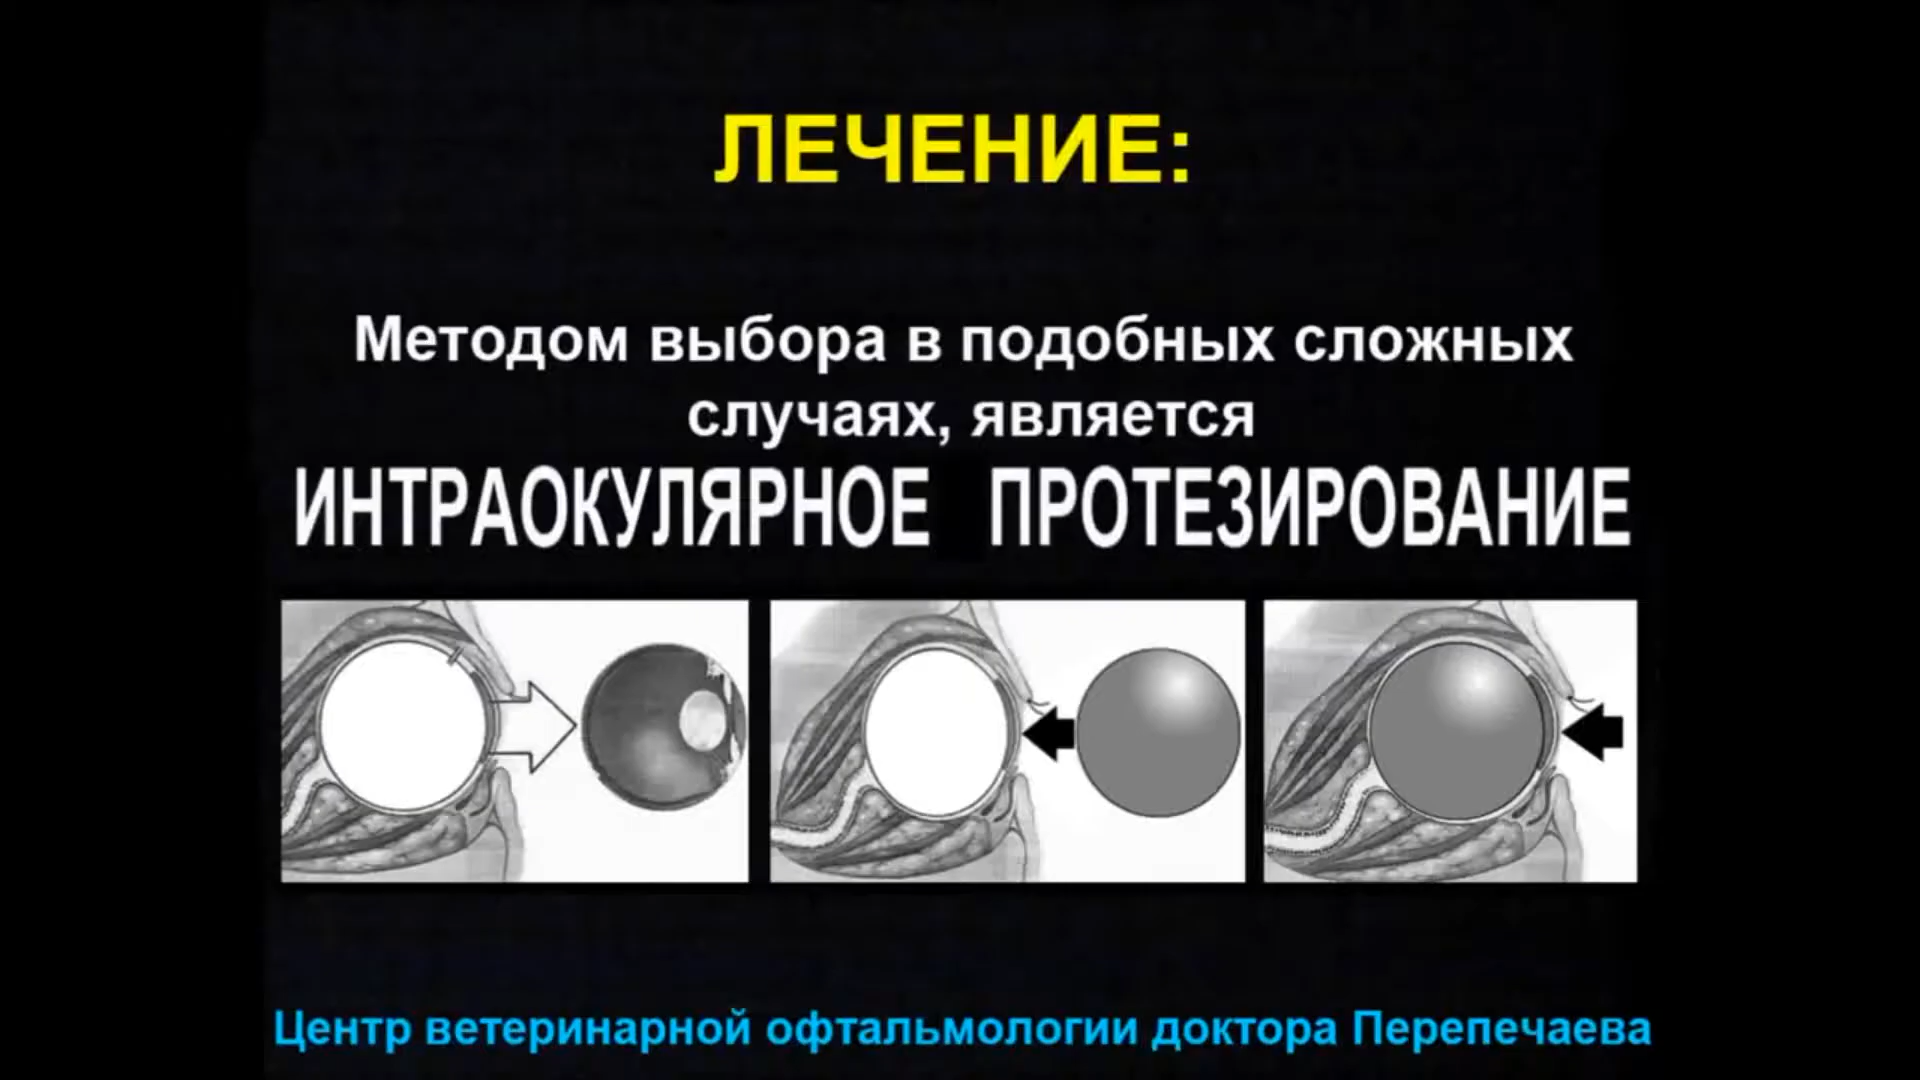 ЛЕЧЕНИЕ:
Методом выбора в подобных сложных
случаях, является
ИНТРАОКУЛЯРНОЕ ПРОТЕЗИРОВАНИЕ
Центр ветеринарной офтальмологии доктора Перепечаева